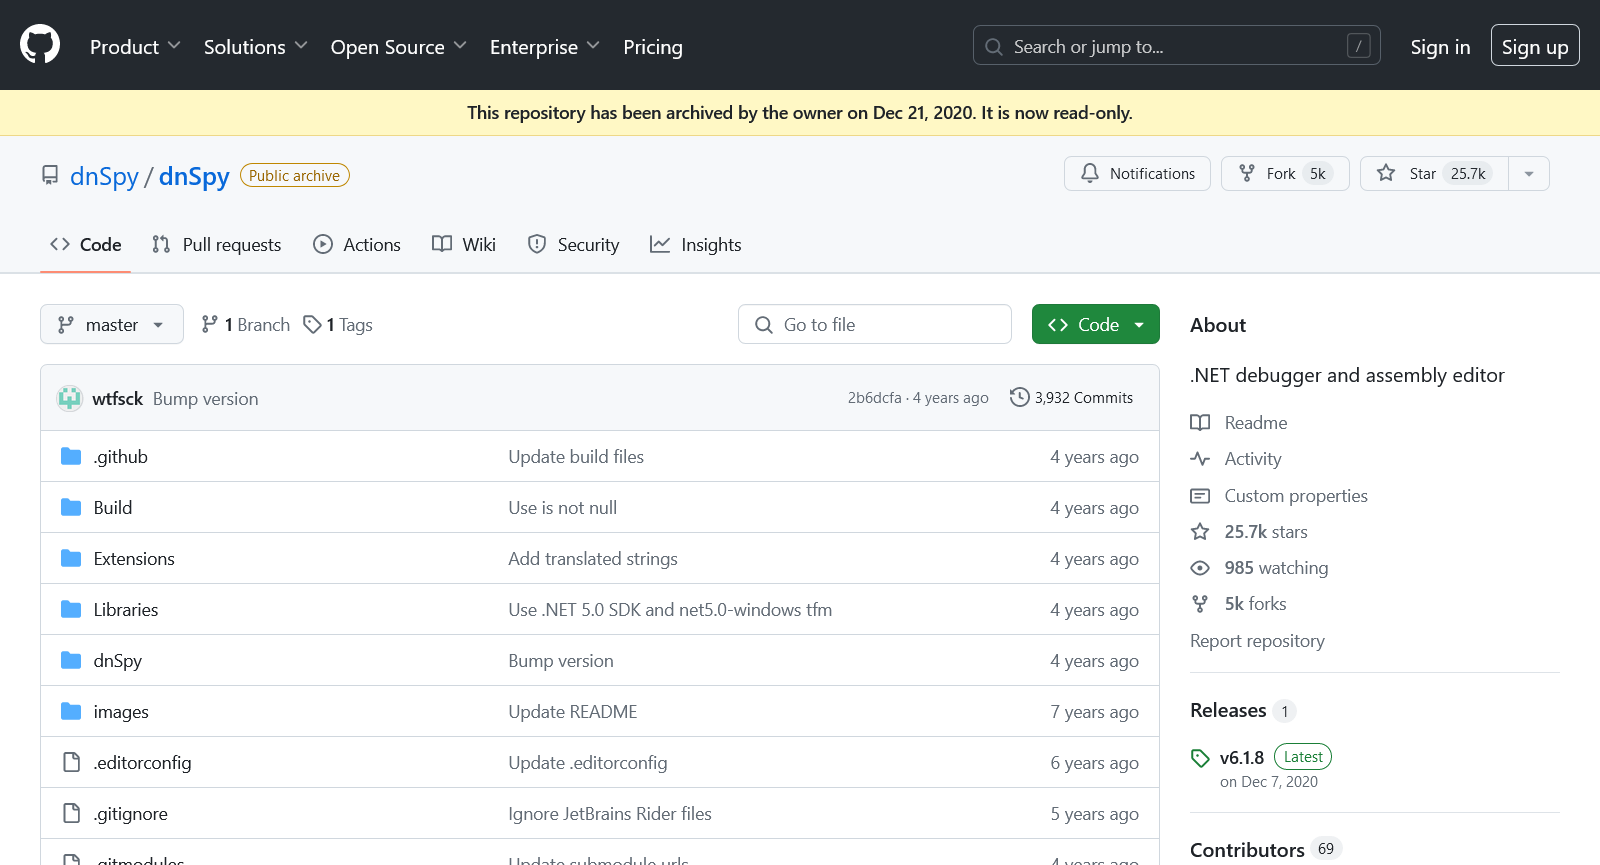 Product Solutions Open Source Enterprise Pricing Search or jump to... / Sign in Sign up
This repository has been archived by the owner on Dec 21, 2020. It is now read-only.
dnSpy / dnSpy Public archive Notifications Fork 5k Star 25.7k
Code Pull requests Actions Wiki Security Insights
master 1 Branch 1 Tags Go to file Code
wtfsck Bump version 2b6dcfa · 4 years ago 3,932 Commits
.github Update build files 4 years ago
Build Use is not null 4 years ago
Extensions Add translated strings 4 years ago
Libraries Use .NET 5.0 SDK and net5.0-windows tfm 4 years ago
dnSpy Bump version 4 years ago
images Update README 7 years ago
.editorconfig Update .editorconfig 6 years ago
.gitignore Ignore JetBrains Rider files 5 years ago
.gitmodules Update submodule urls 4 years ago
About
.NET debugger and assembly editor
Readme
Activity
Custom properties
25.7k stars
985 watching
5k forks
Report repository
Releases 1
v6.1.8 Latest
on Dec 7, 2020
Contributors 69